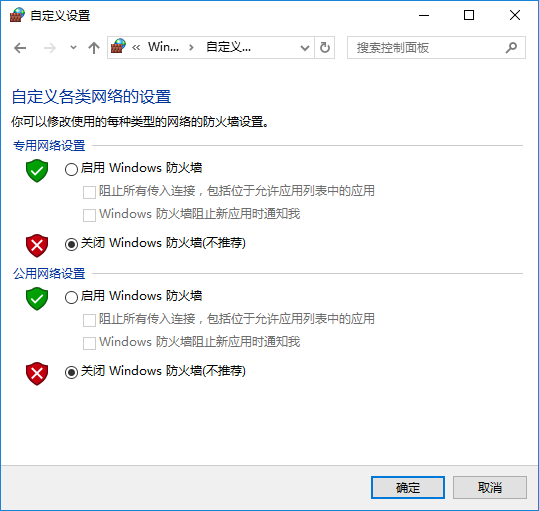 自定义设置
Win... 自定义... 搜索控制面板
自定义各类网络的设置
你可以修改使用的每种类型的网络的防火墙设置。
专用网络设置
启用 Windows 防火墙
阻止所有传入连接，包括位于允许应用列表中的应用
Windows 防火墙阻止新应用时通知我
关闭 Windows 防火墙(不推荐)
公用网络设置
启用 Windows 防火墙
阻止所有传入连接，包括位于允许应用列表中的应用
Windows 防火墙阻止新应用时通知我
关闭 Windows 防火墙(不推荐)
确定 取消